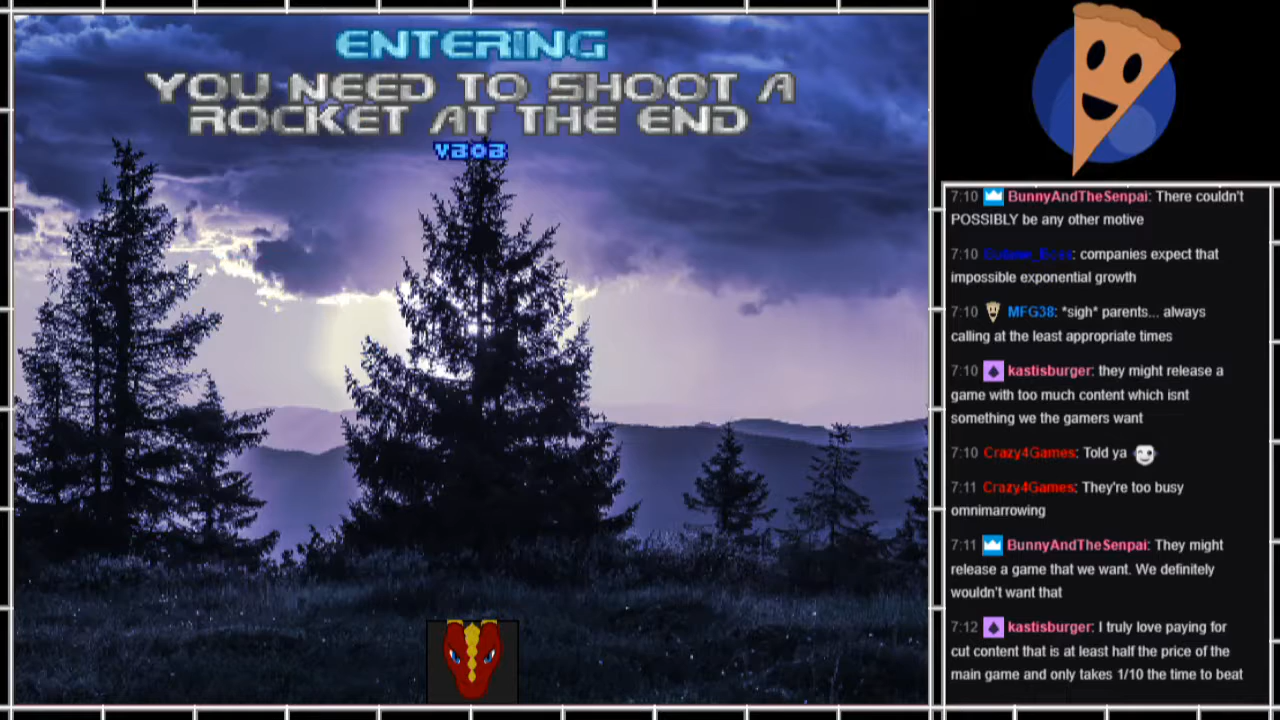 ENTERING
YOU NEED TO SHOOT A
ROCKET AT THE END
VBOB
7:10 BunnyAndTheSenpai: There couldn't
POSSIBLY be any other motive
7:10 : companies expect that
impossible exponential growth
7:10 MFG38: *sigh* parents... always
calling at the least appropriate times
7:10 kastisburger: they might release a
game with too much content which isnt
something we the gamers want
7:10 Crazy4Games: Told ya
7:11 Crazy4Games: They're too busy
omnimarrowing
7:11 BunnyAndTheSenpai: They might
release a game that we want. We definitely
wouldn't want that
7:12 kastisburger: I truly love paying for
cut content that is at least half the price of the
main game and only takes 1/10 the time to beat